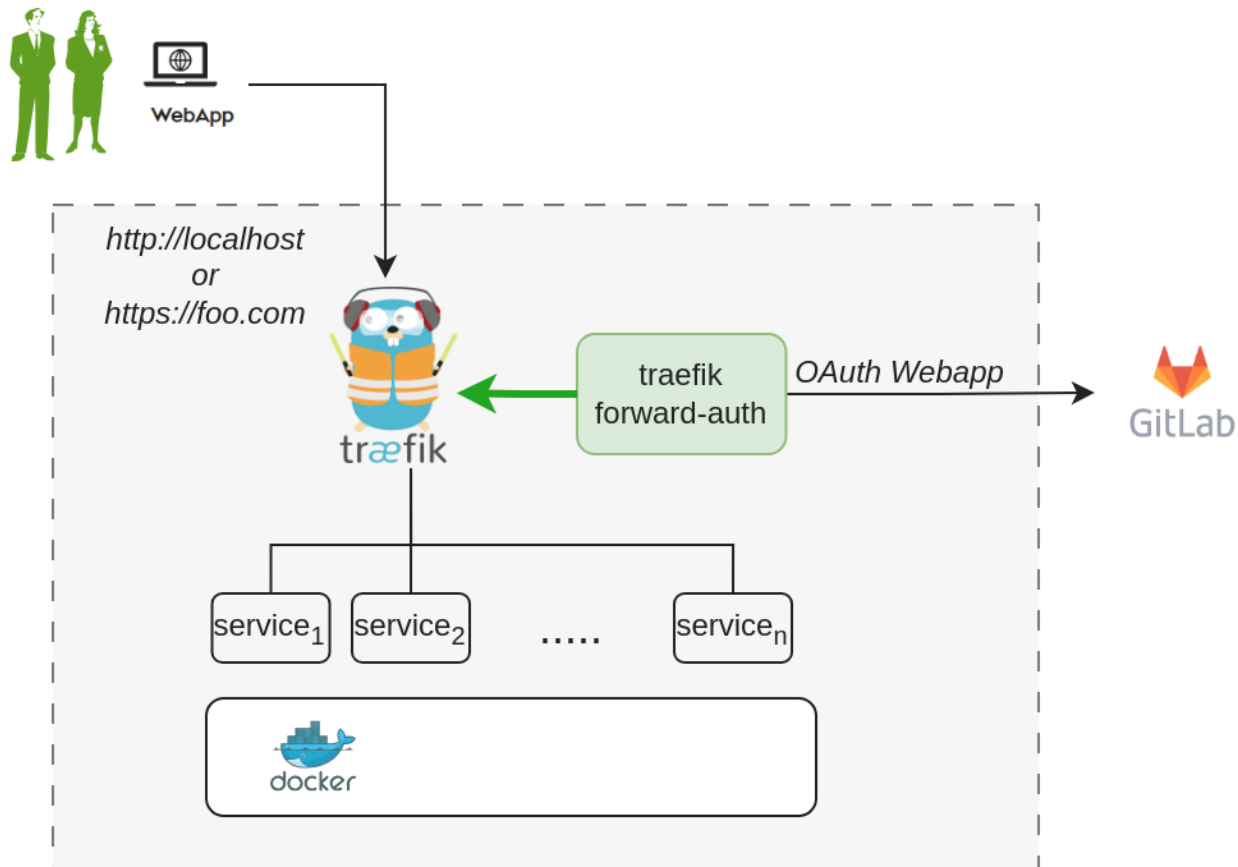 WebApp
http://localhost
or
https://foo.com
træfik
traefik
forward-auth
OAuth Webapp
GitLab
service1
service2
.....
servicen
docker